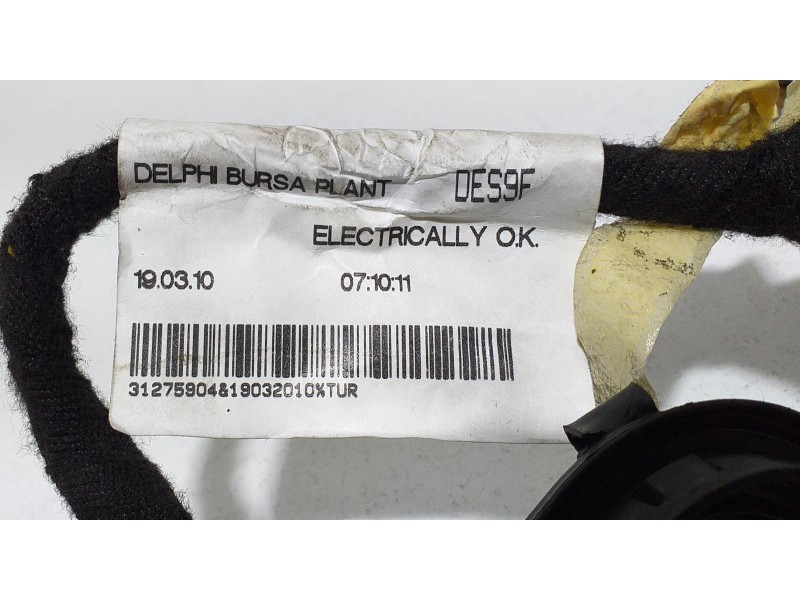 DELPHI BURSA PLANT DES9F
ELECTRICALLY O.K.
19.03.10 07:10:11
31275904&19032010%TUR